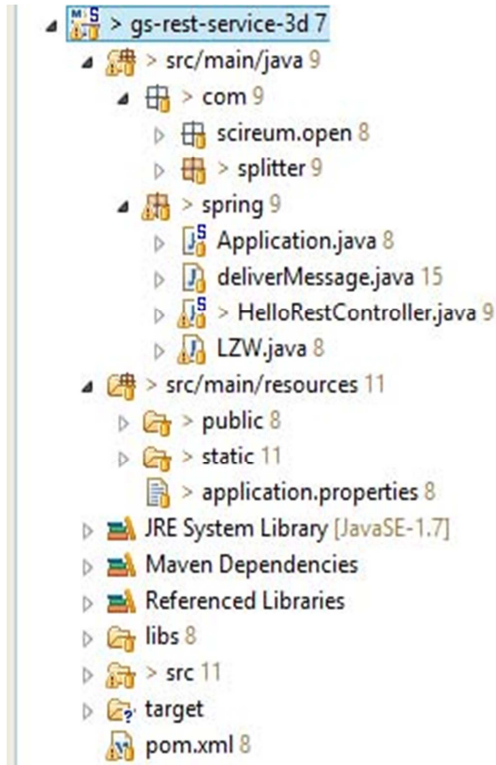 > gs-rest-service-3d 7
> src/main/java 9
> com 9
scireum.open 8
> splitter 9
> spring 9
Application.java 8
deliverMessage.java 15
> HelloRestController.java 9
LZW.java 8
> src/main/resources 11
> public 8
> static 11
> application.properties 8
JRE System Library [JavaSE-1.7]
Maven Dependencies
Referenced Libraries
libs 8
> src 11
target
pom.xml 8